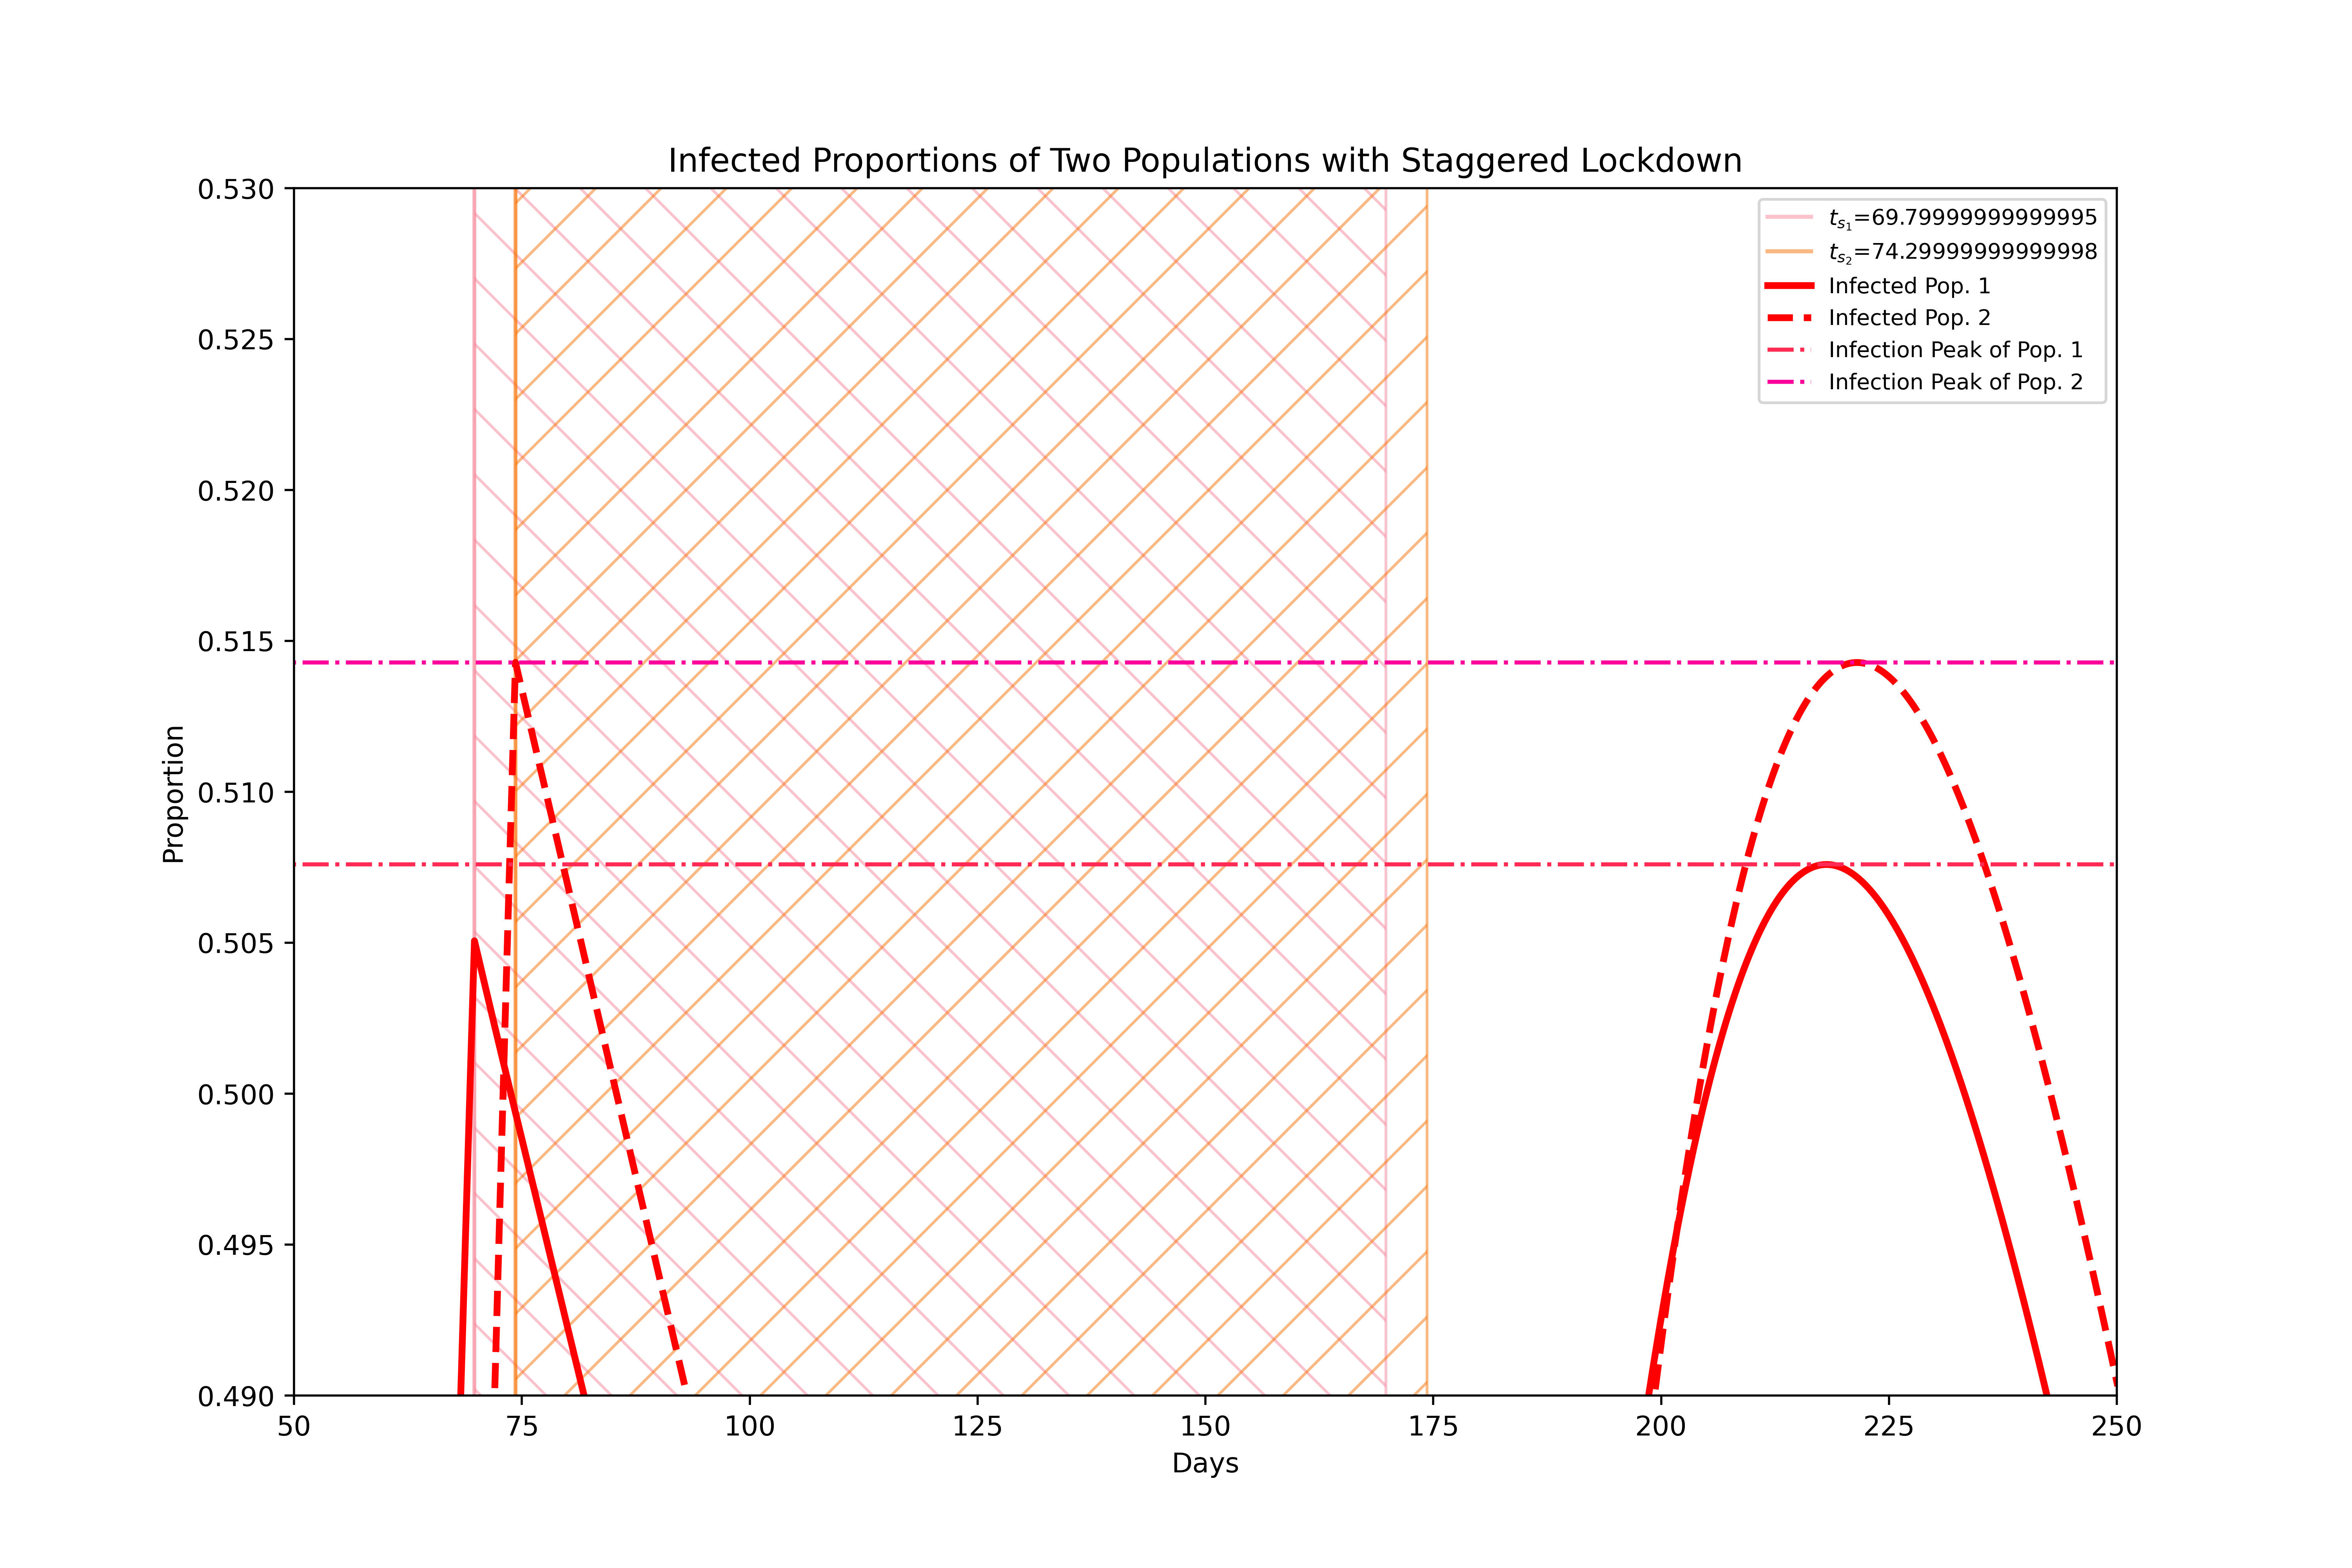 Infected Proportions of Two Populations with Staggered Lockdown
0.530
0.525
0.520
0.515
0.510
0.505
0.500
0.495
0.490
Proportion
t_{s_1}=69.79999999999995
t_{s_2}=74.29999999999998
Infected Pop. 1
Infected Pop. 2
Infection Peak of Pop. 1
Infection Peak of Pop. 2
50 75 100 125 150 175 200 225 250
Days